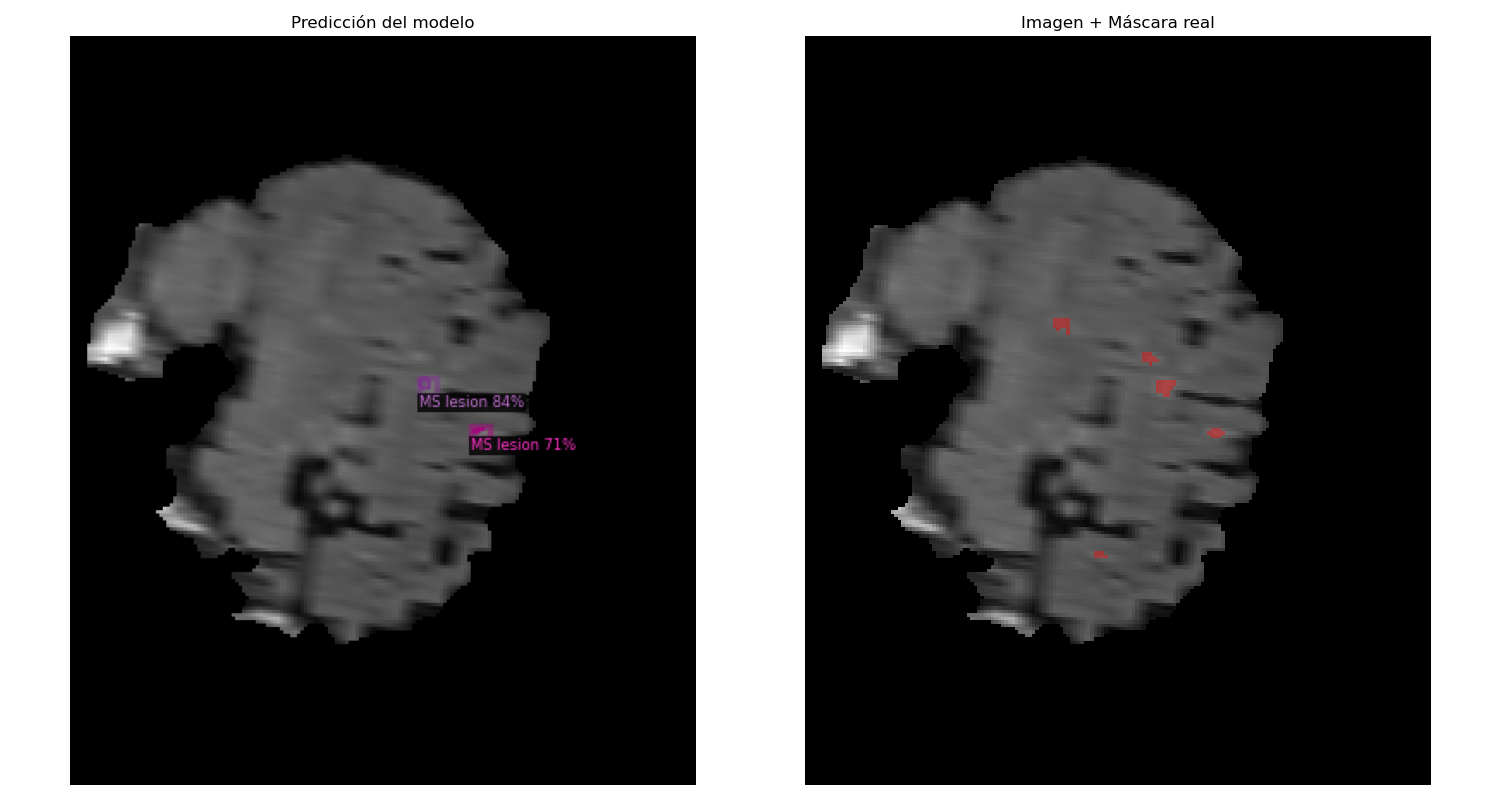 Predicción del modelo
Imagen + Máscara real
MS lesion 84%
MS lesion 71%